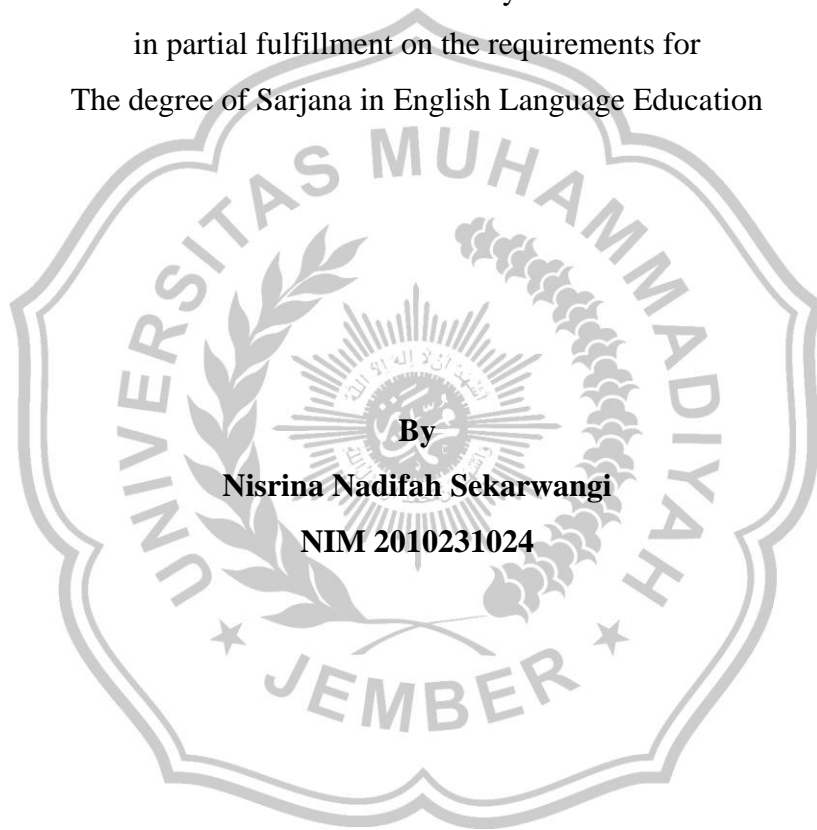 in partial fulfillment on the requirements for
The degree of Sarjana in English Language Education
UNIVERSITAS MUHAMMADIYAH
By
Nisrina Nadifah Sekarwangi
NIM 2010231024
JEMBER